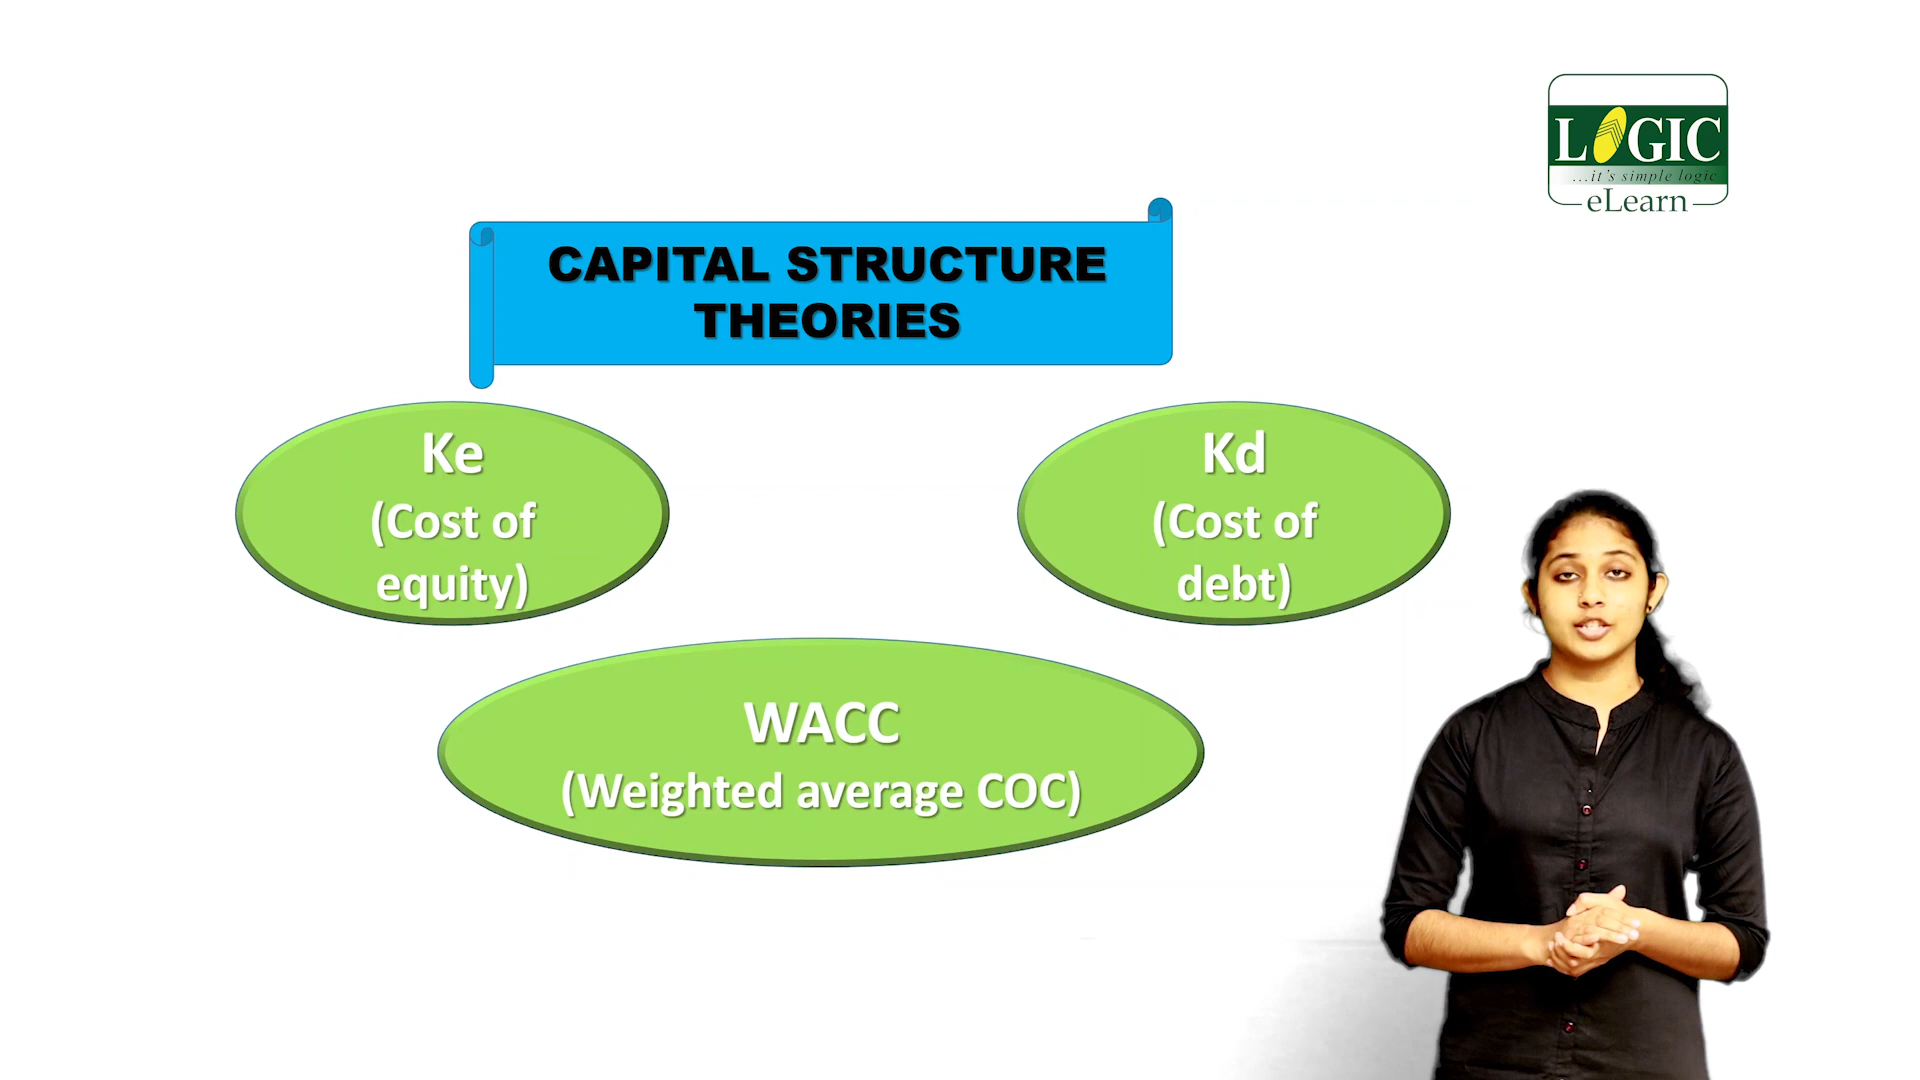 LOGIC
...it's simple logic
eLearn
CAPITAL STRUCTURE
THEORIES
Ke
(Cost of
equity)
Kd
(Cost of
debt)
WACC
(Weighted average COC)